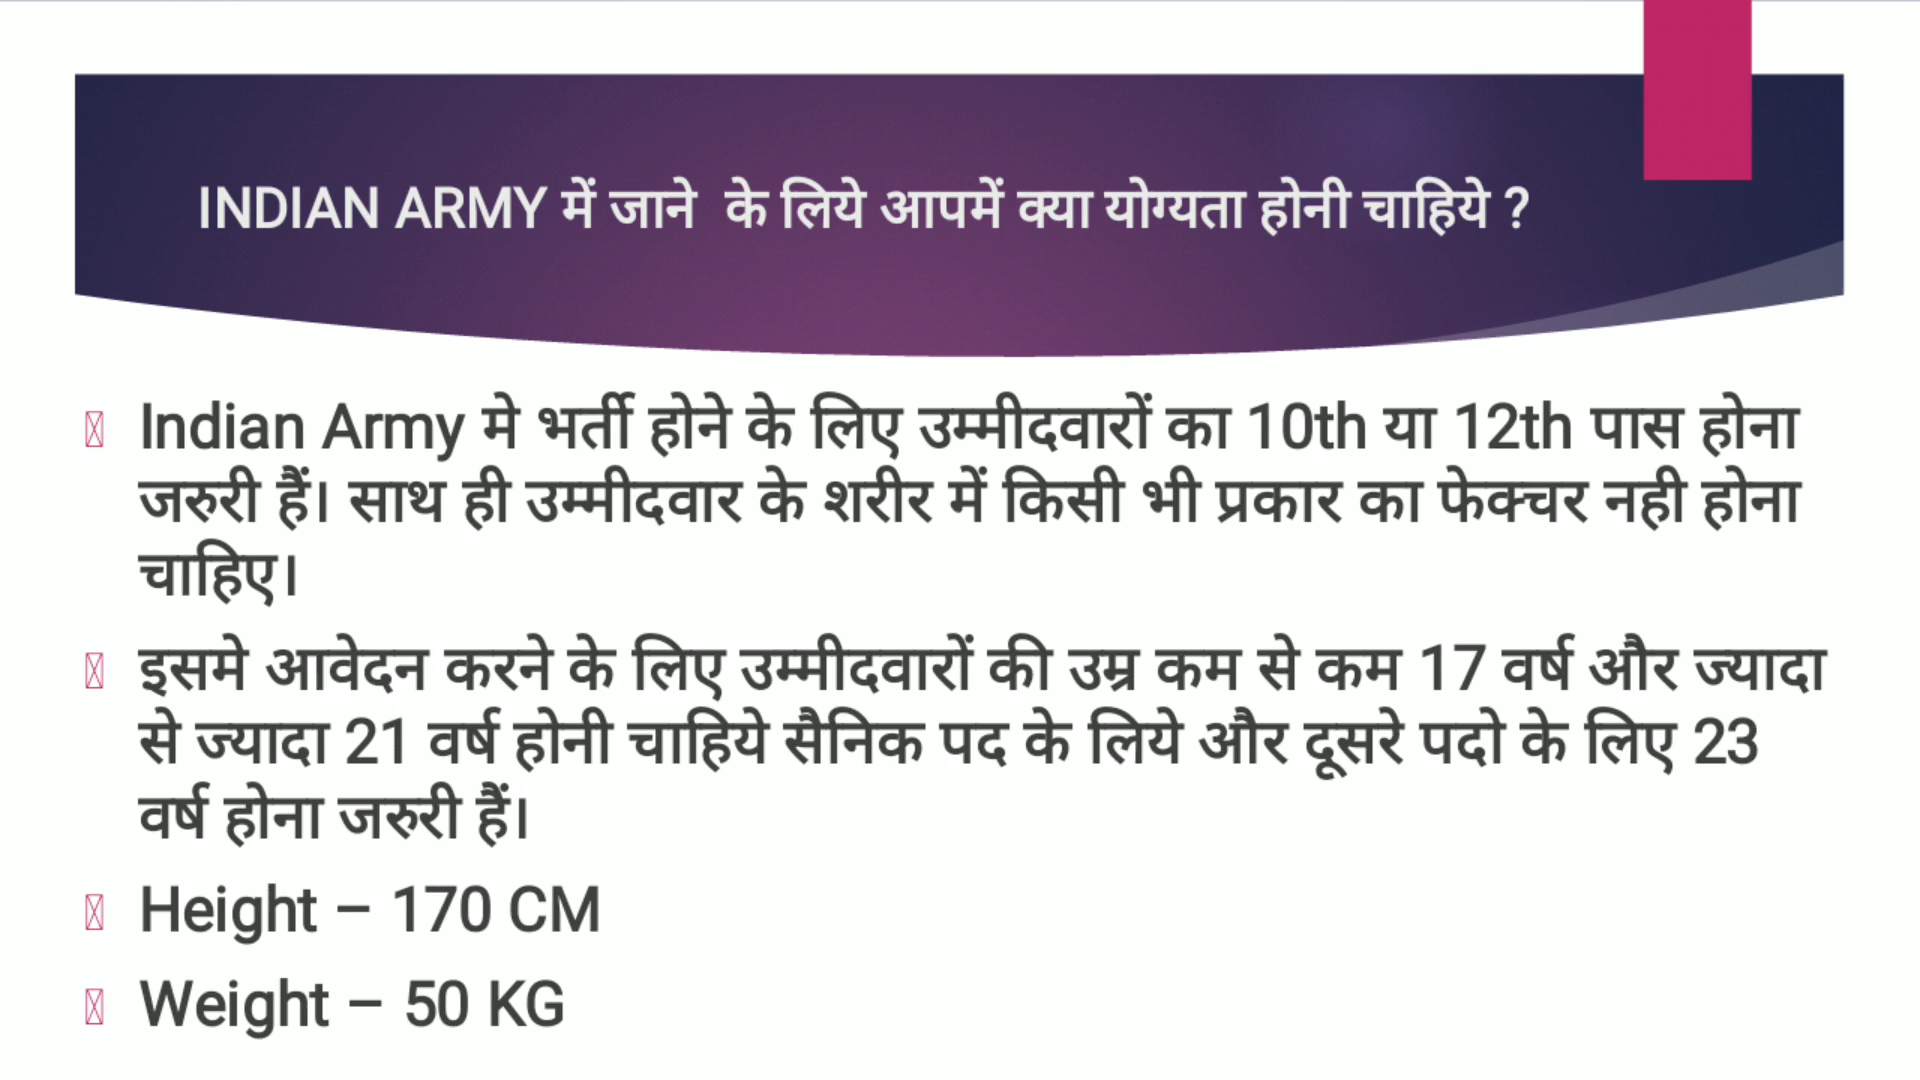 INDIAN ARMY में जाने के लिये आपमें क्या योग्यता होनी चाहिये ?
Indian Army मे भर्ती होने के लिए उम्मीदवारों का 10th या 12th पास होना
जरुरी हैं। साथ ही उम्मीदवार के शरीर में किसी भी प्रकार का फेक्चर नही होना
चाहिए।
इसमे आवेदन करने के लिए उम्मीदवारों की उम्र कम से कम 17 वर्ष और ज्यादा
से ज्यादा 21 वर्ष होनी चाहिये सैनिक पद के लिये और दूसरे पदो के लिए 23
वर्ष होना जरुरी हैं।
Height – 170 CM
Weight – 50 KG